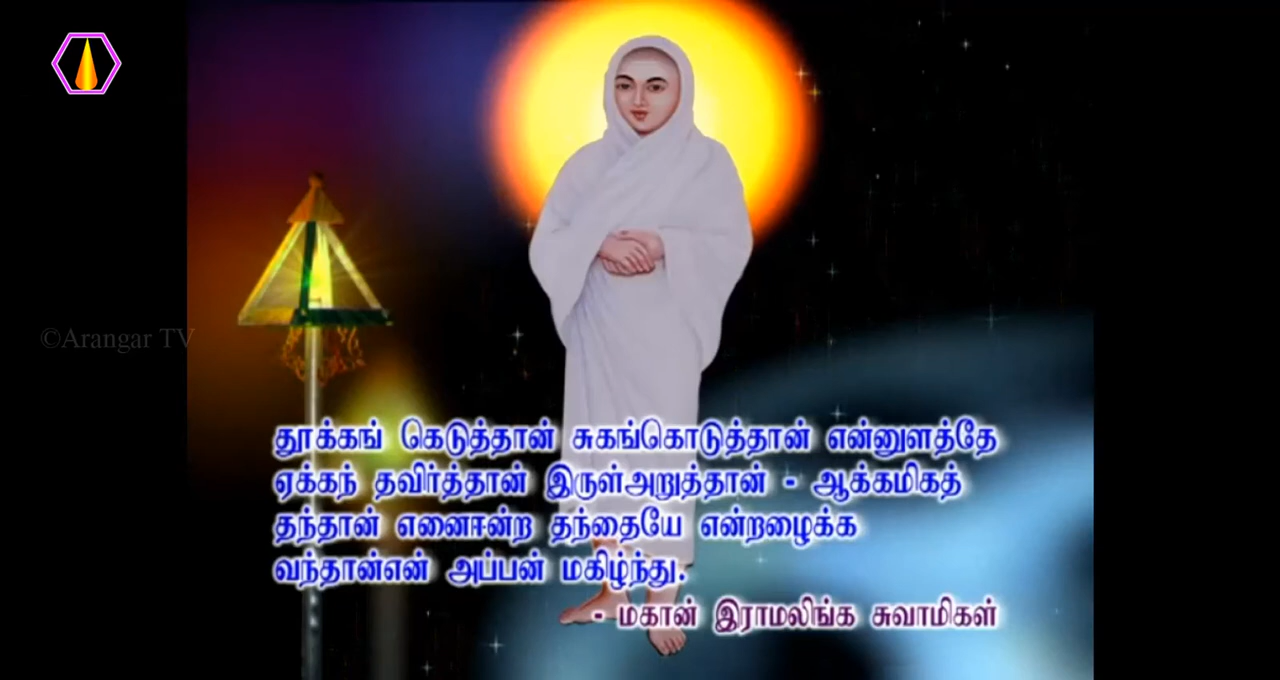 ©Arangar TV
தூக்கங் கெடுத்தான் சுகங்கொடுத்தான் என்னுளத்தே
ஏக்கந் தவிர்த்தான் இருள்அறுத்தான் - ஆக்கமிகத்
தந்தான் எனைஈன்ற தந்தையே என்றழைக்க
வந்தான்என் அப்பன் மகிழ்ந்து.
- மகான் இராமலிங்க சுவாமிகள்